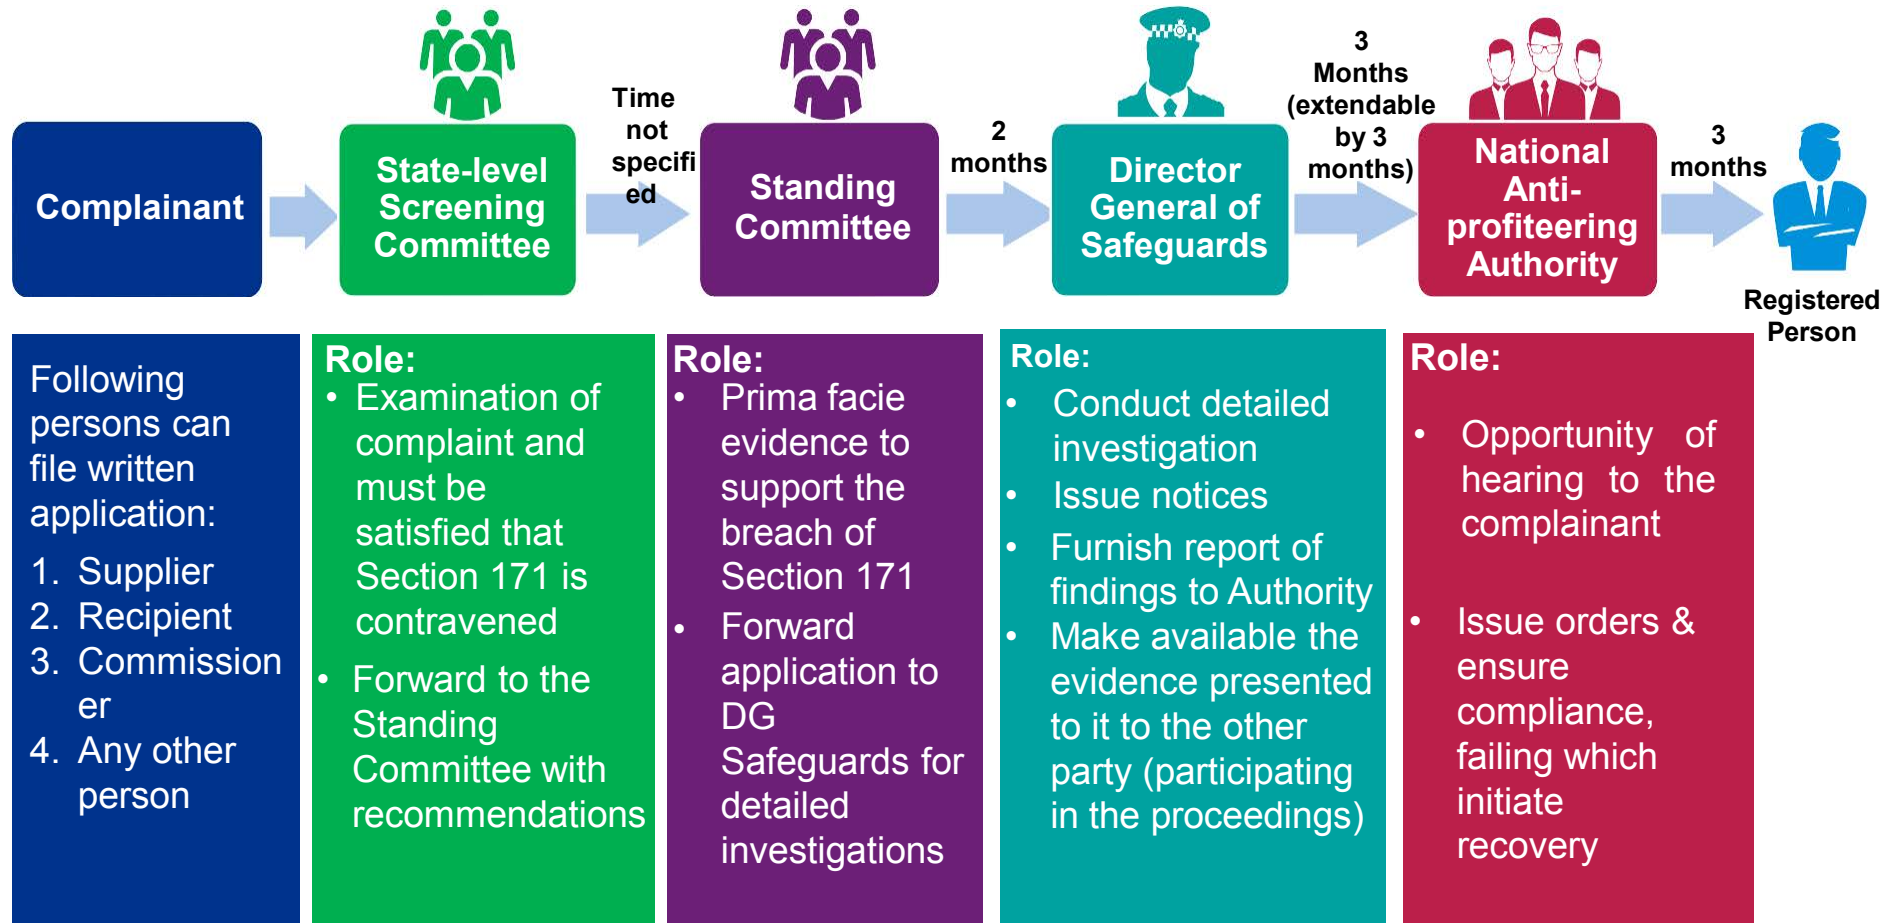 Complainant
State-level
Screening
Committee
Time
not
specifi
ed
Standing
Committee
2
months
Director
General of
Safeguards
3
Months
(extendable
by 3
months)
National
Anti-
profiteering
Authority
3
months
Registered
Person
Following
persons can
file written
application:
1. Supplier
2. Recipient
3. Commission
er
4. Any other
person
Role:
• Examination of
complaint and
must be
satisfied that
Section 171 is
contravened
• Forward to the
Standing
Committee with
recommendations
Role:
• Prima facie
evidence to
support the
breach of
Section 171
• Forward
application to
DG
Safeguards for
detailed
investigations
Role:
• Conduct detailed
investigation
• Issue notices
• Furnish report of
findings to Authority
• Make available the
evidence presented
to it to the other
party (participating
in the proceedings)
Role:
• Opportunity of
hearing to the
complainant
• Issue orders &
ensure
compliance,
failing which
initiate
recovery